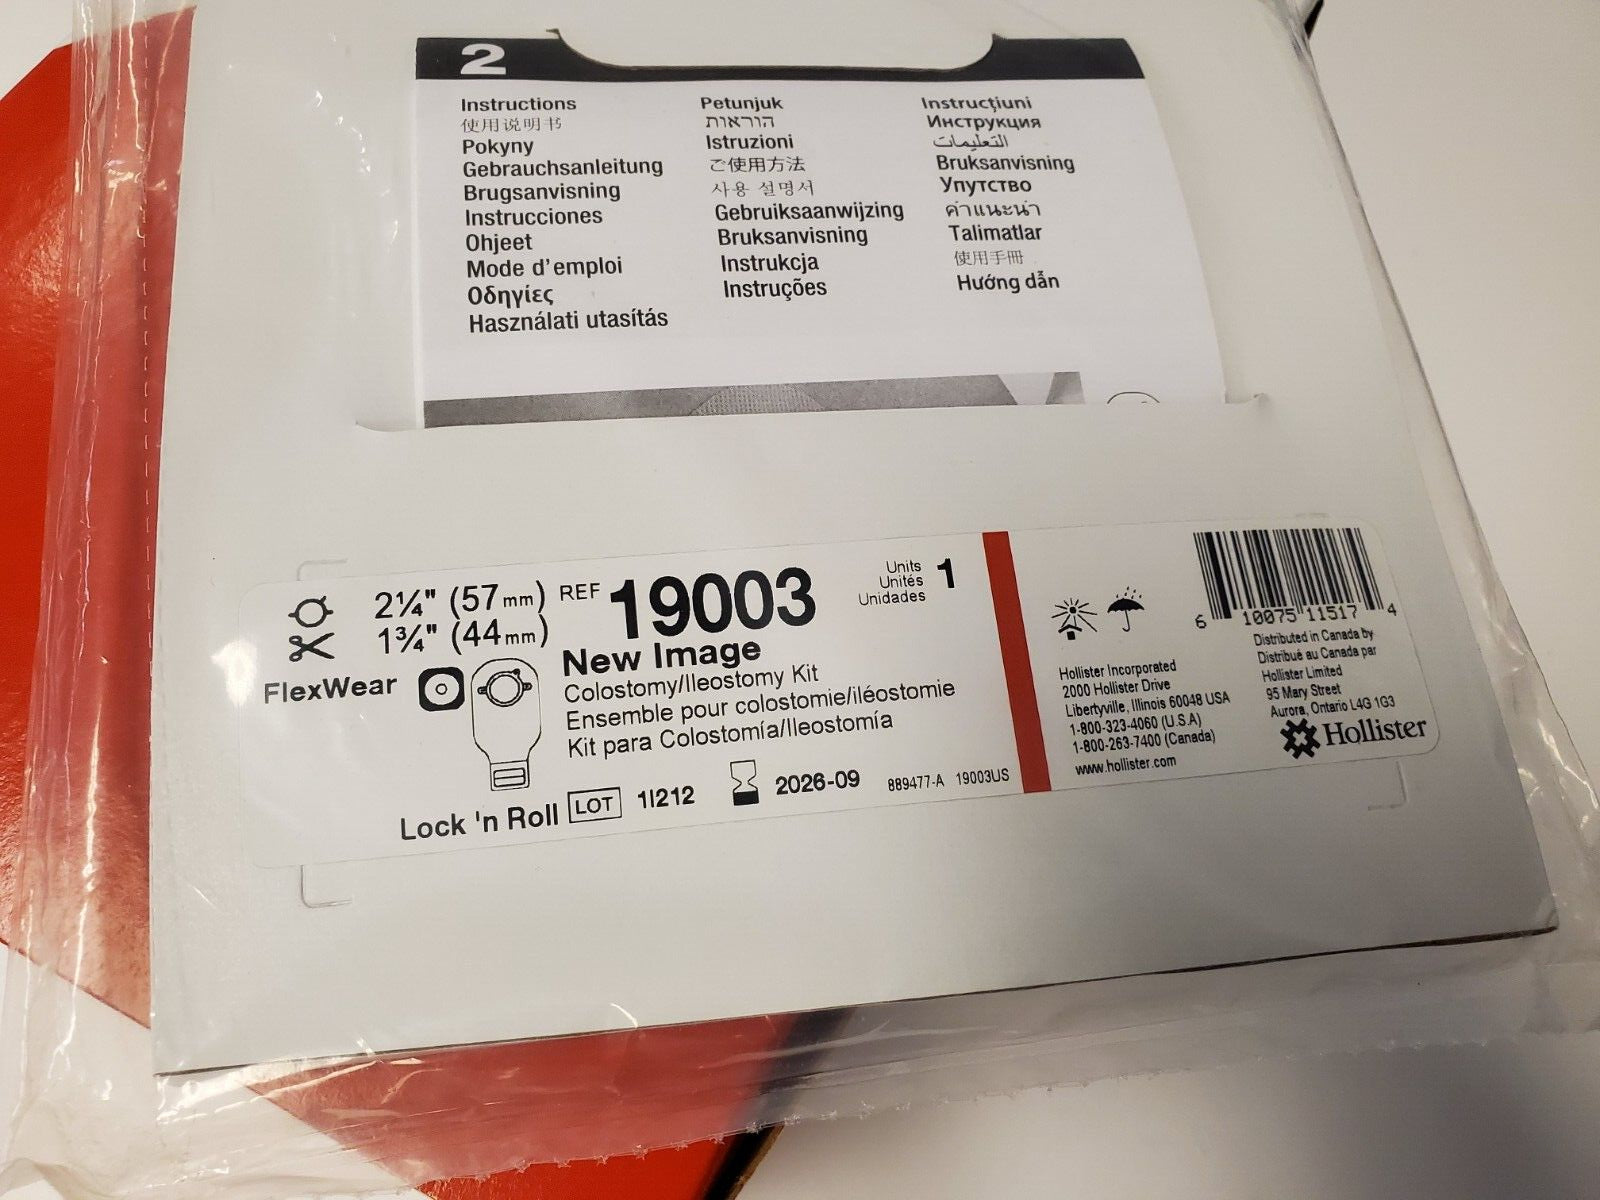 2
Instructions
使用说明书
Pokyny
Gebrauchsanleitung
Brugsanvisning
Instrucciones
Ohjeet
Mode d'emploi
Οδηγίες
Használati utasítás
Petunjuk
הוראות
Istruzioni
ご使用方法
사용 설명서
Gebruiksaanwijzing
Bruksanvisning
Instrukcja
Instruções
Instrucţiuni
Инструкция
التعليمات
Bruksanvisning
Упутство
คำแนะนำ
Talimatlar
使用手冊
Hướng dẫn
2¼" (57 mm)
1¾" (44 mm)
FlexWear
Lock 'n Roll
REF 19003
New Image
Colostomy/Ileostomy Kit
Ensemble pour colostomie/iléostomie
Kit para Colostomía/Ileostomía
LOT 1I212
2026-09
889477-A 19003US
Units
Unités
Unidades
1
6 10075 11517 4
Hollister Incorporated
2000 Hollister Drive
Libertyville, Illinois 60048 USA
1-800-323-4060 (U.S.A)
1-800-263-7400 (Canada)
www.hollister.com
Distributed in Canada by
Distribué au Canada par
Hollister Limited
95 Mary Street
Aurora, Ontario L4G 1G3
Hollister